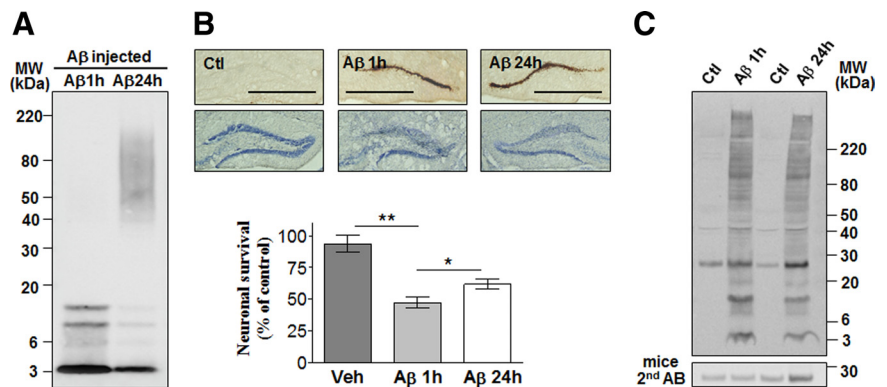 A
Aβ injected
MW
(kDa)
Aβ1h Aβ24h
220
80
50
40
30
20
6
3
B
Ctl
Aβ 1h
Aβ 24h
Neuronal survival
(% of control)
100
75
50
25
0
**
*
Veh Aβ 1h Aβ 24h
C
Ctl
Aβ 1h
Ctl
Aβ 24h
MW
(kDa)
220
80
50
40
30
20
6
3
mice
2nd AB
30